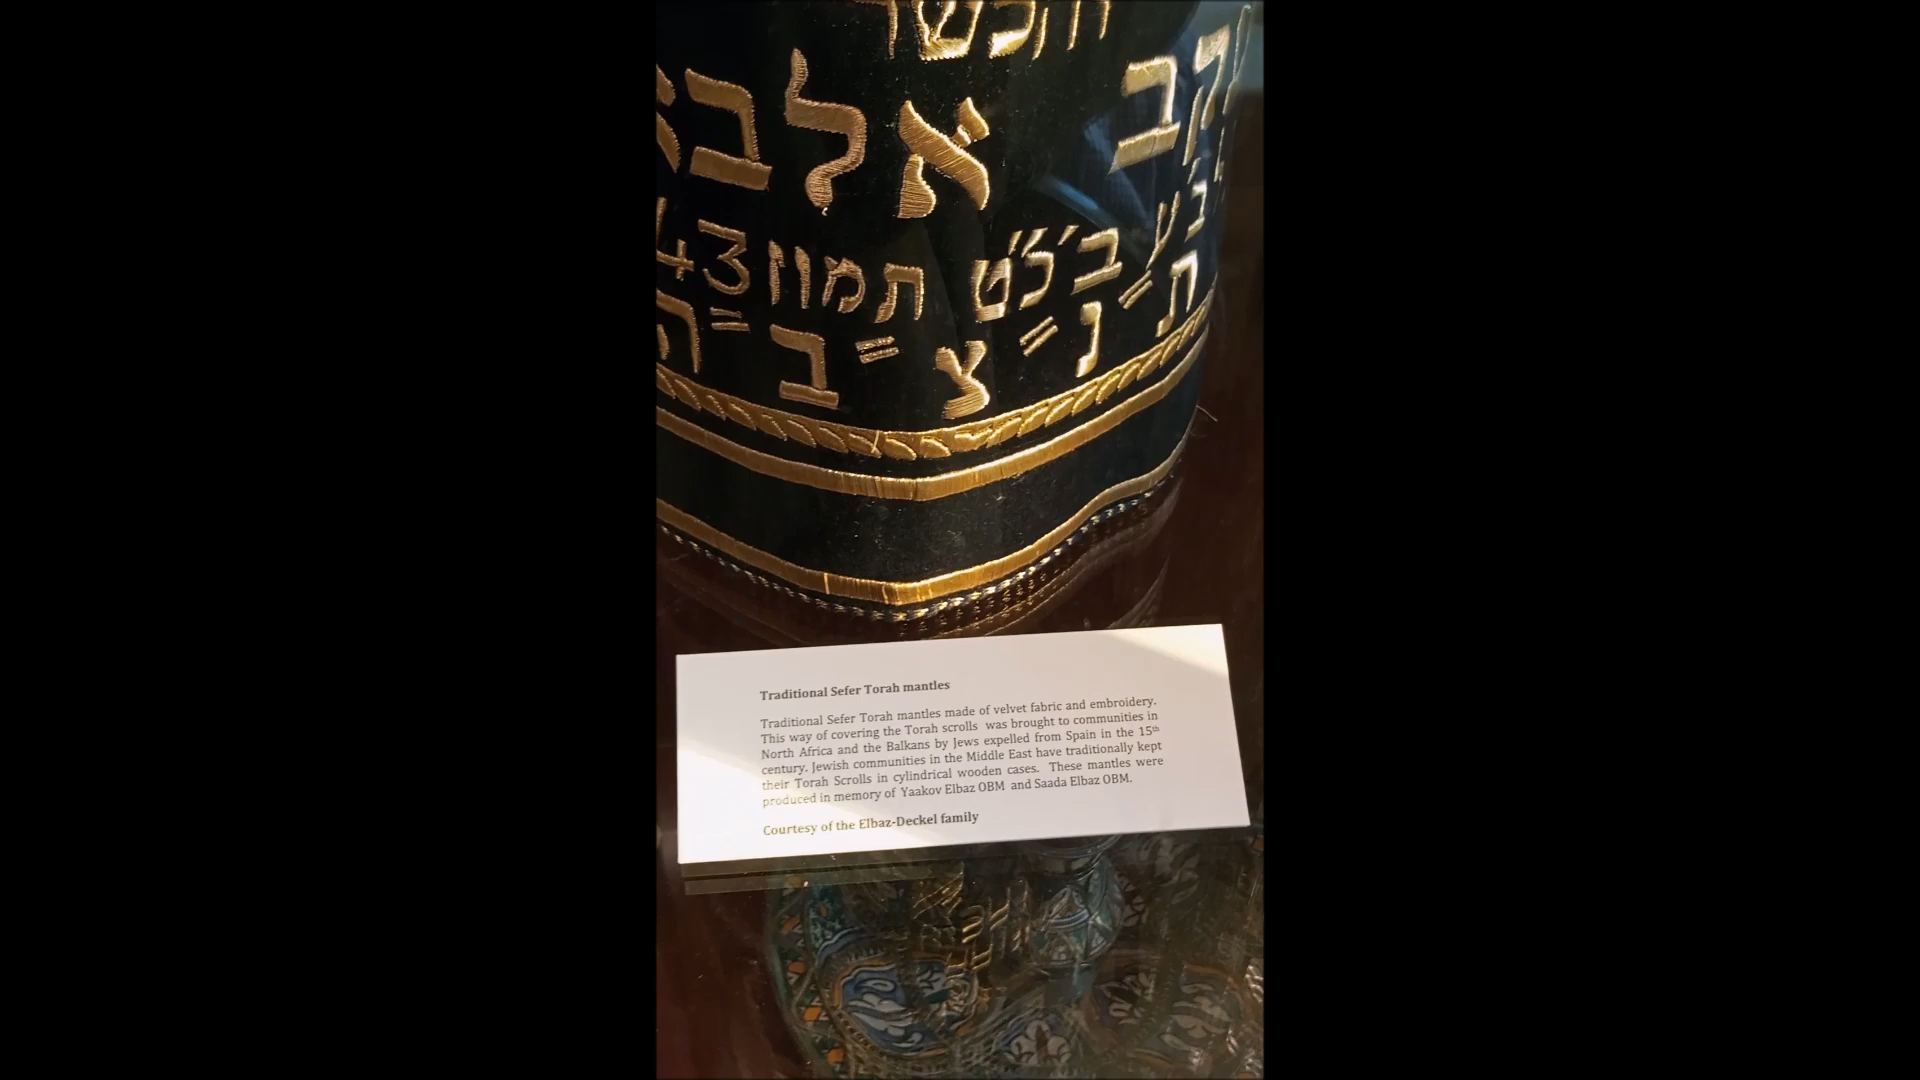 הכשר
קב אלבא
ב'כ"ט תמוז 43
ת"נ"צ"ב"ה
Traditional Sefer Torah mantles
Traditional Sefer Torah mantles made of velvet fabric and embroidery.
This way of covering the Torah scrolls was brought to communities in
North Africa and the Balkans by Jews expelled from Spain in the 15th
century. Jewish communities in the Middle East have traditionally kept
their Torah Scrolls in cylindrical wooden cases. These mantles were
produced in memory of Yaakov Elbaz OBM and Saada Elbaz OBM.
Courtesy of the Elbaz-Deckel family